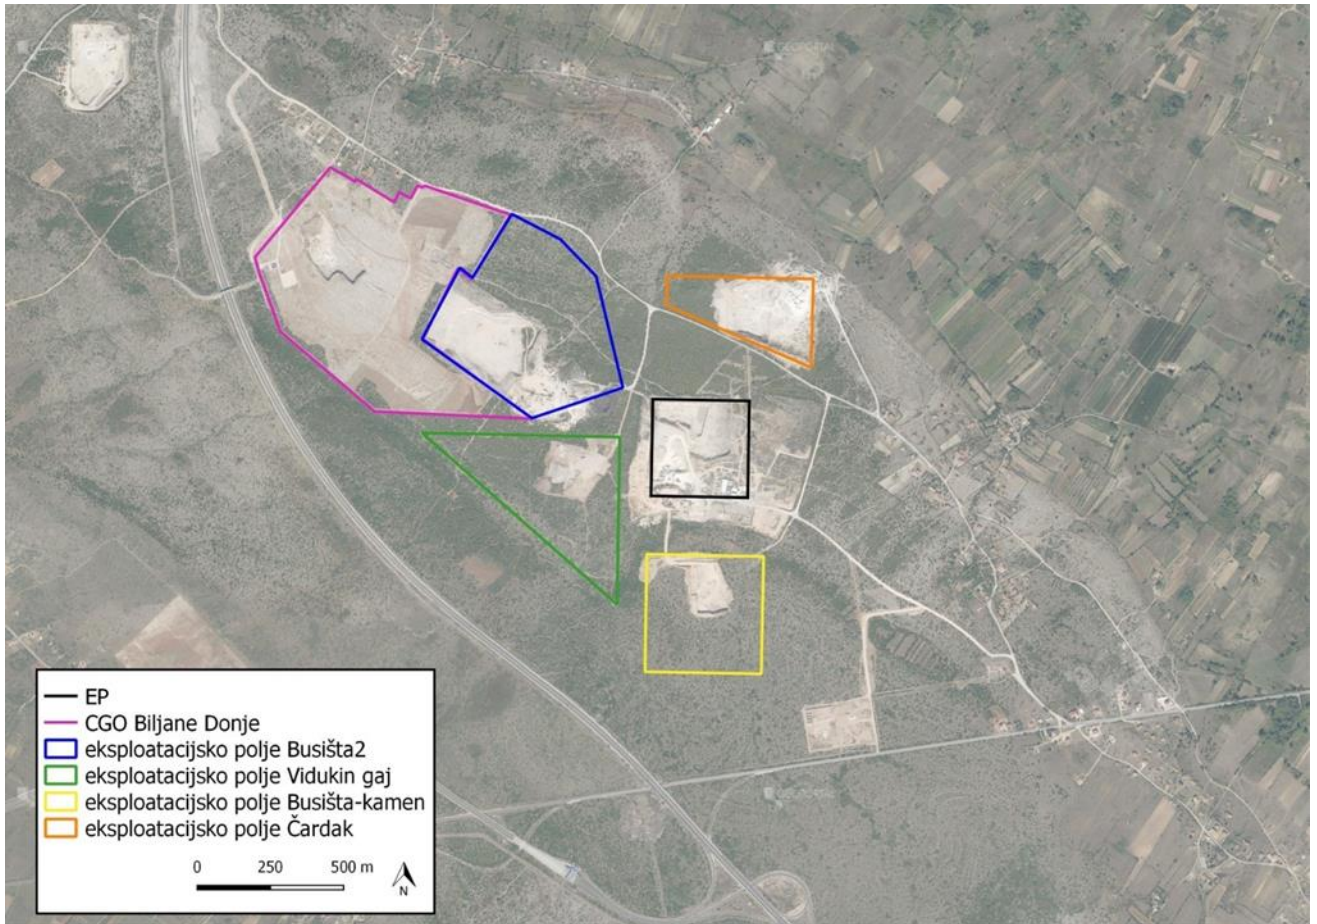 EP
CGO Biljane Donje
eksploatacijsko polje Busišta2
eksploatacijsko polje Vidukin gaj
eksploatacijsko polje Busišta-kamen
eksploatacijsko polje Čardak
0 250 500 m
N